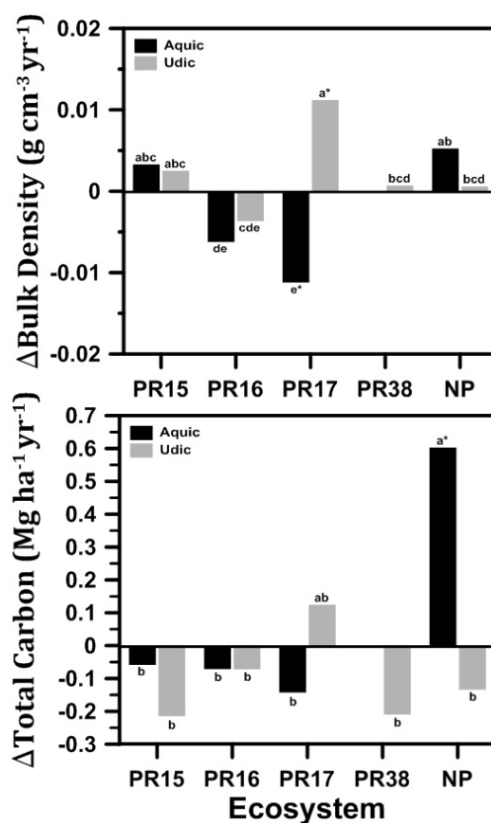 0.02
Aquic
Udic
a*
0.01
abc abc ab
bcd bcd
0
cde
de
-0.01
e*
-0.02
ΔBulk Density (g cm⁻³ yr⁻¹)
PR15 PR16 PR17 PR38 NP
0.7
Aquic
Udic
a*
0.6
0.5
0.4
0.3
0.2
ab
0.1
0
b b b
-0.1
b b
-0.2
b b
-0.3
ΔTotal Carbon (Mg ha⁻¹ yr⁻¹)
PR15 PR16 PR17 PR38 NP
Ecosystem